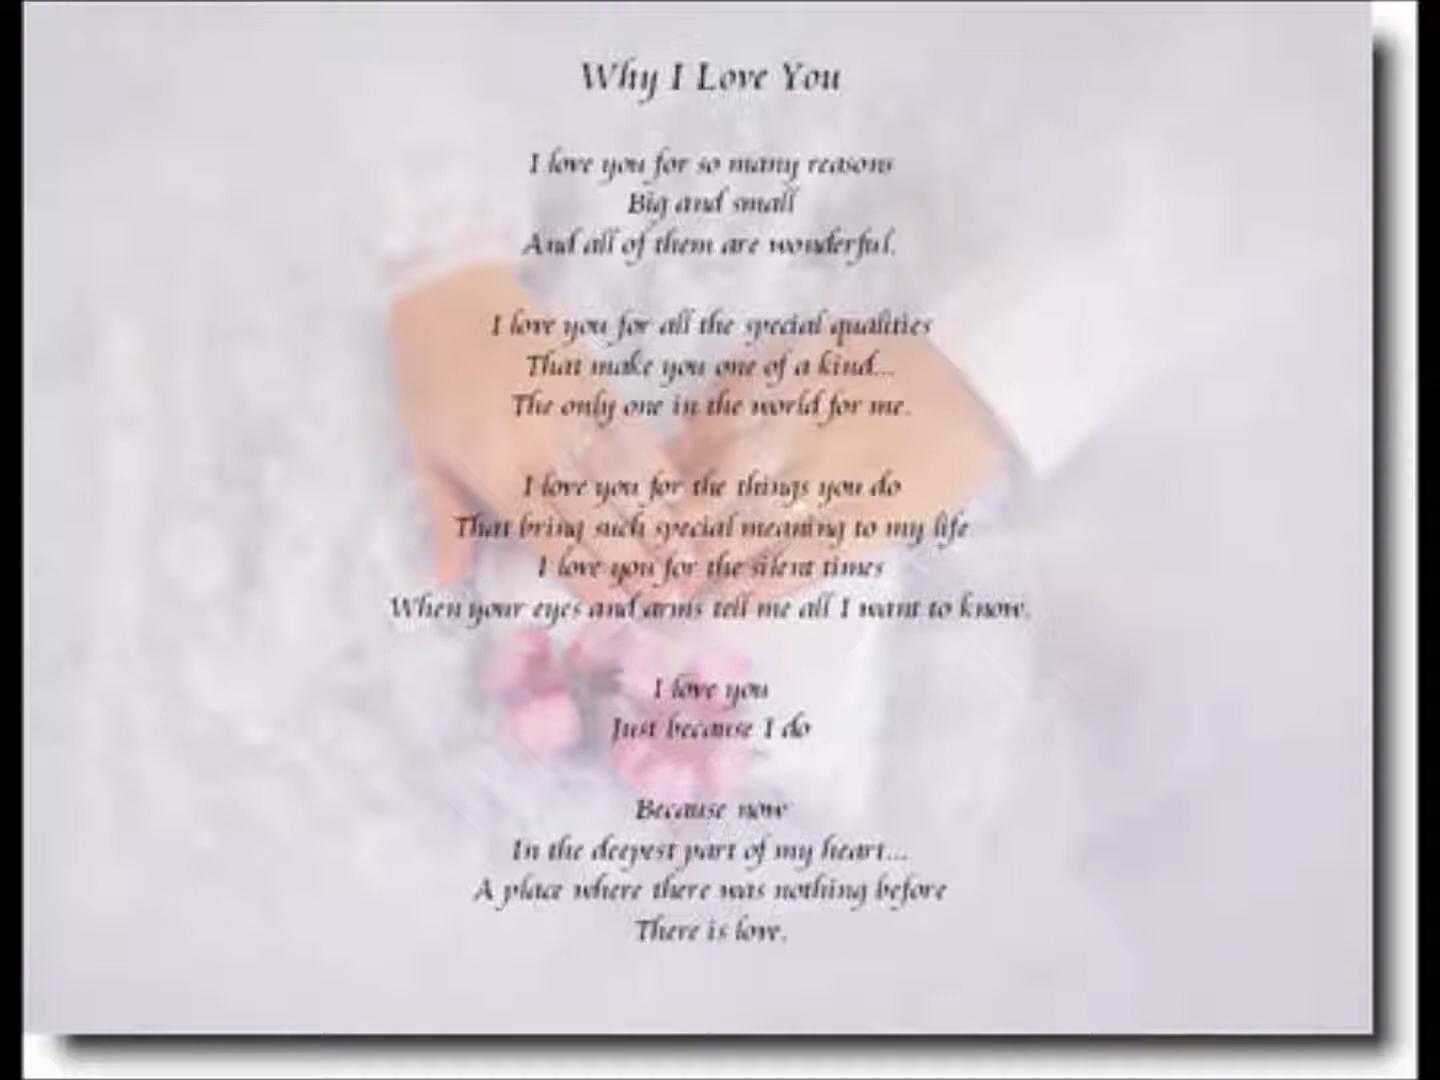 Why I Love You
I love you for so many reasons
Big and small
And all of them are wonderful.
I love you for all the special qualities
That make you one of a kind...
The only one in the world for me.
I love you for the things you do
That bring such special meaning to my life
I love you for the silent times
When your eyes and arms tell me all I want to know.
I love you
Just because I do
Because now
In the deepest part of my heart...
A place where there was nothing before
There is love.